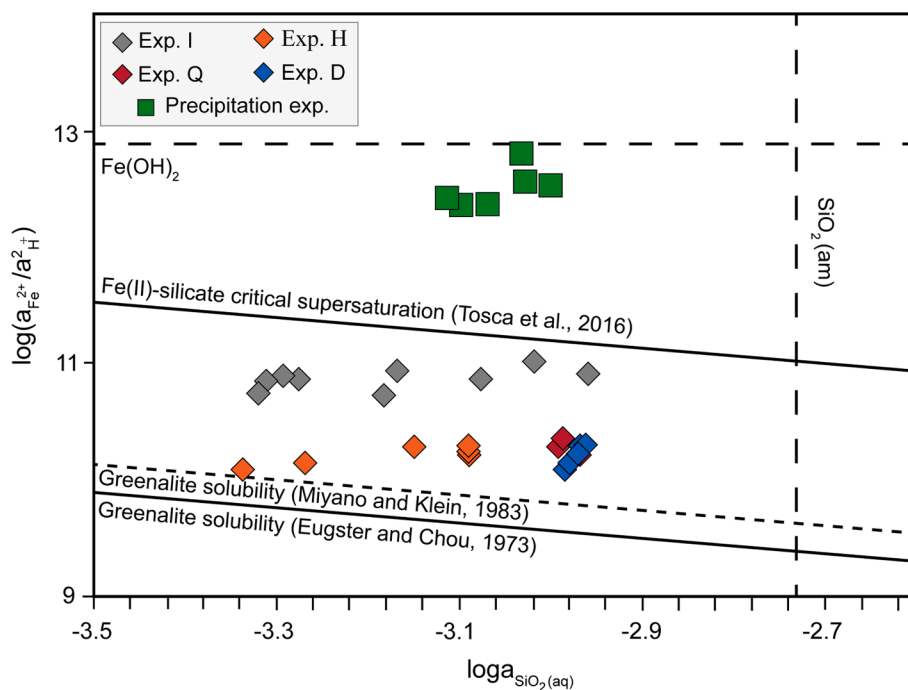 Exp. I Exp. H
Exp. Q Exp. D
Precipitation exp.
13
Fe(OH)2
SiO2(am)
Fe(II)-silicate critical supersaturation (Tosca et al., 2016)
log(aFe2+/a2H+)
11
Greenalite solubility (Miyano and Klein, 1983)
Greenalite solubility (Eugster and Chou, 1973)
9
-3.5 -3.3 -3.1 -2.9 -2.7
logaSiO2(aq)